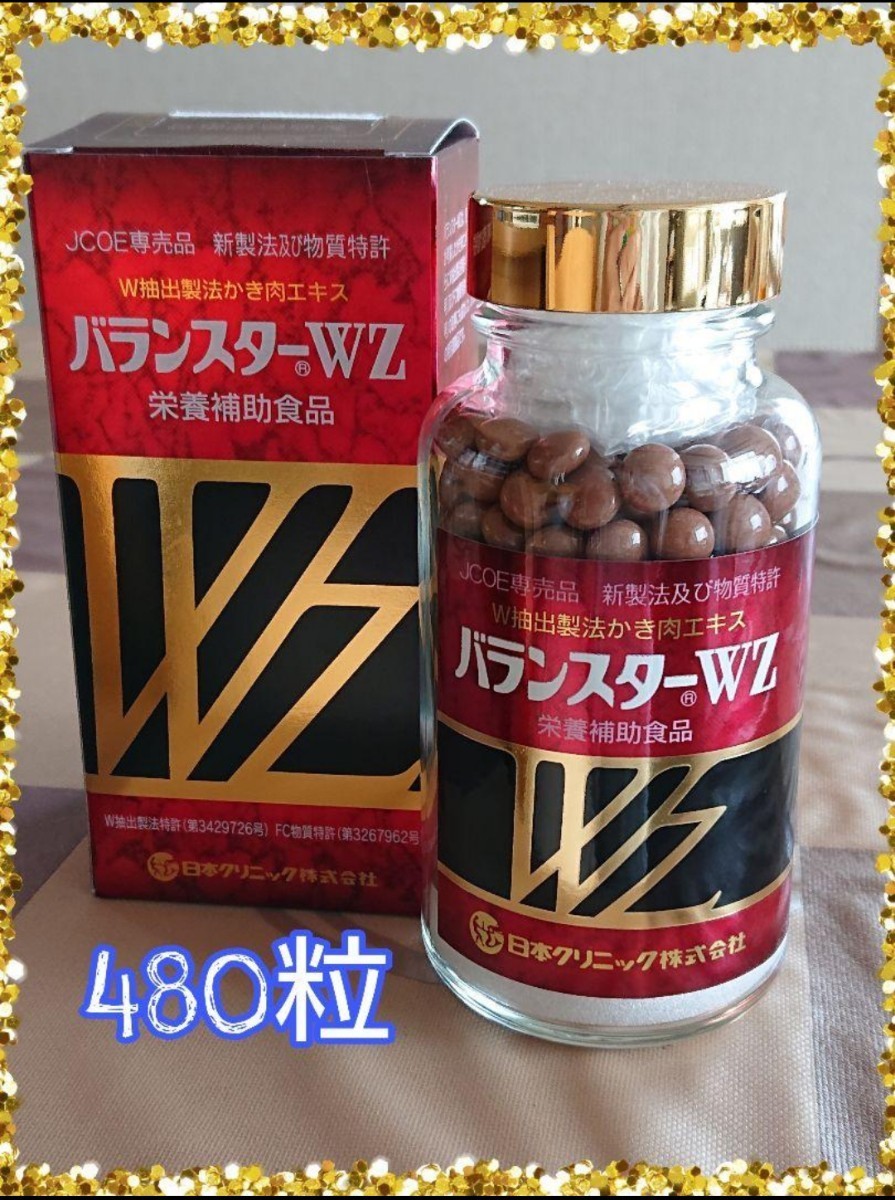 JCOE専売品 新製法及び物質特許
W抽出製法かき肉エキス
バランスターWZ
®
栄養補助食品
W抽出製法特許(第3429726号) FC物質特許(第3267962号
日本クリニック株式会社
JCOE専売品 新製法及び物質特許
W抽出製法かき肉エキス
バランスターWZ
®
栄養補助食品
WZ
日本クリニック株式会社
480粒